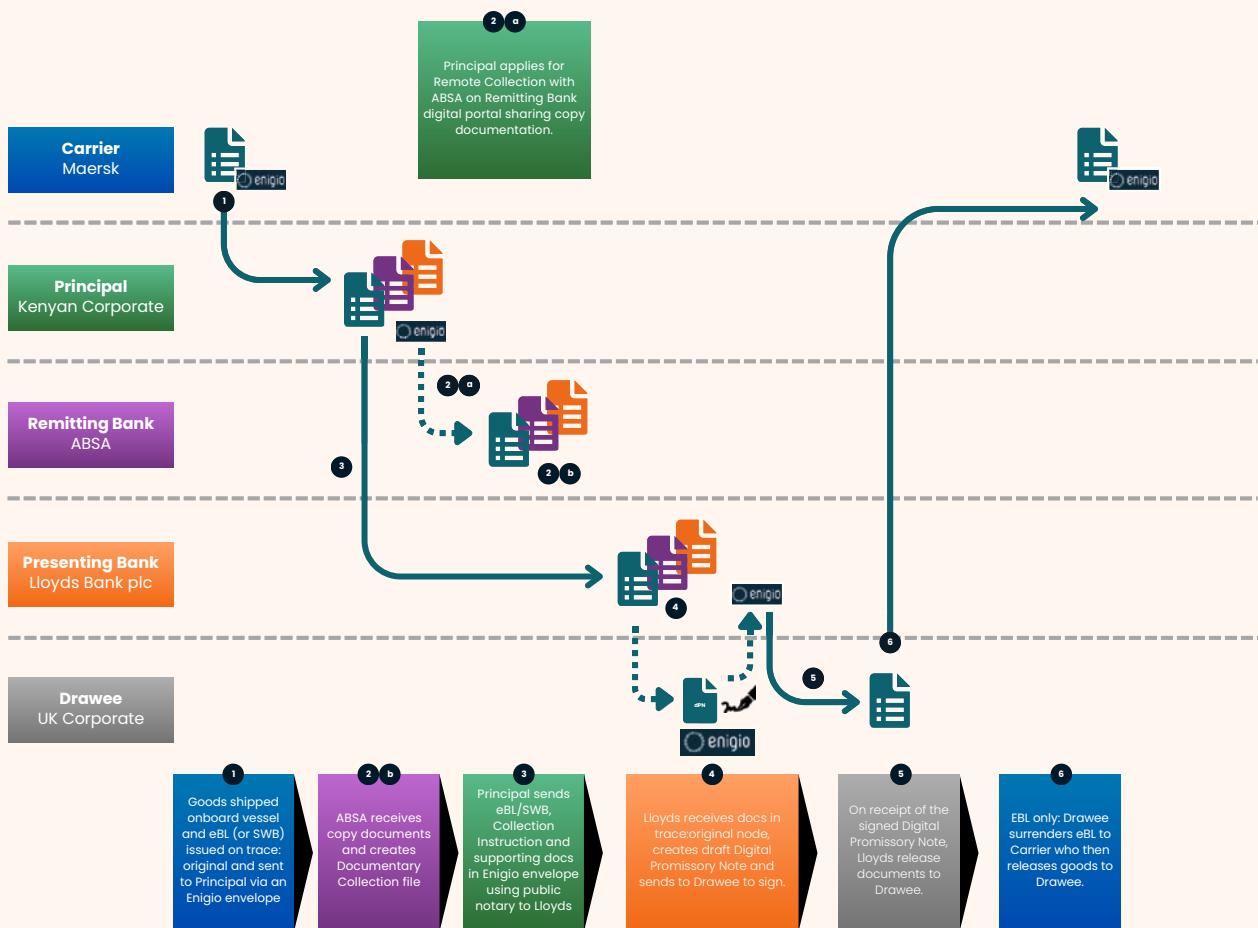 2 a
Principal applies for
Remote Collection with
ABSA on Remitting Bank
digital portal sharing copy
documentation.
Carrier
Maersk
enigio
enigio
1
Principal
Kenyan Corporate
enigio
2 a
Remitting Bank
ABSA
3
2 b
Presenting Bank
Lloyds Bank plc
enigio
4
6
5
Drawee
UK Corporate
dPN
enigio
1
Goods shipped
onboard vessel
and eBL (or SWB)
issued on trace:
original and sent
to Principal via an
Enigio envelope
2 b
ABSA receives
copy documents
and creates
Documentary
Collection file
3
Principal sends
eBL/SWB,
Collection
Instruction and
supporting docs
in Enigio envelope
using public
notary to Lloyds
4
Lloyds receives docs in
trace:original node,
creates draft Digital
Promissory Note and
sends to Drawee to sign.
5
On receipt of the
signed Digital
Promissory Note,
Lloyds release
documents to
Drawee.
6
EBL only: Drawee
surrenders eBL to
Carrier who then
releases goods to
Drawee.